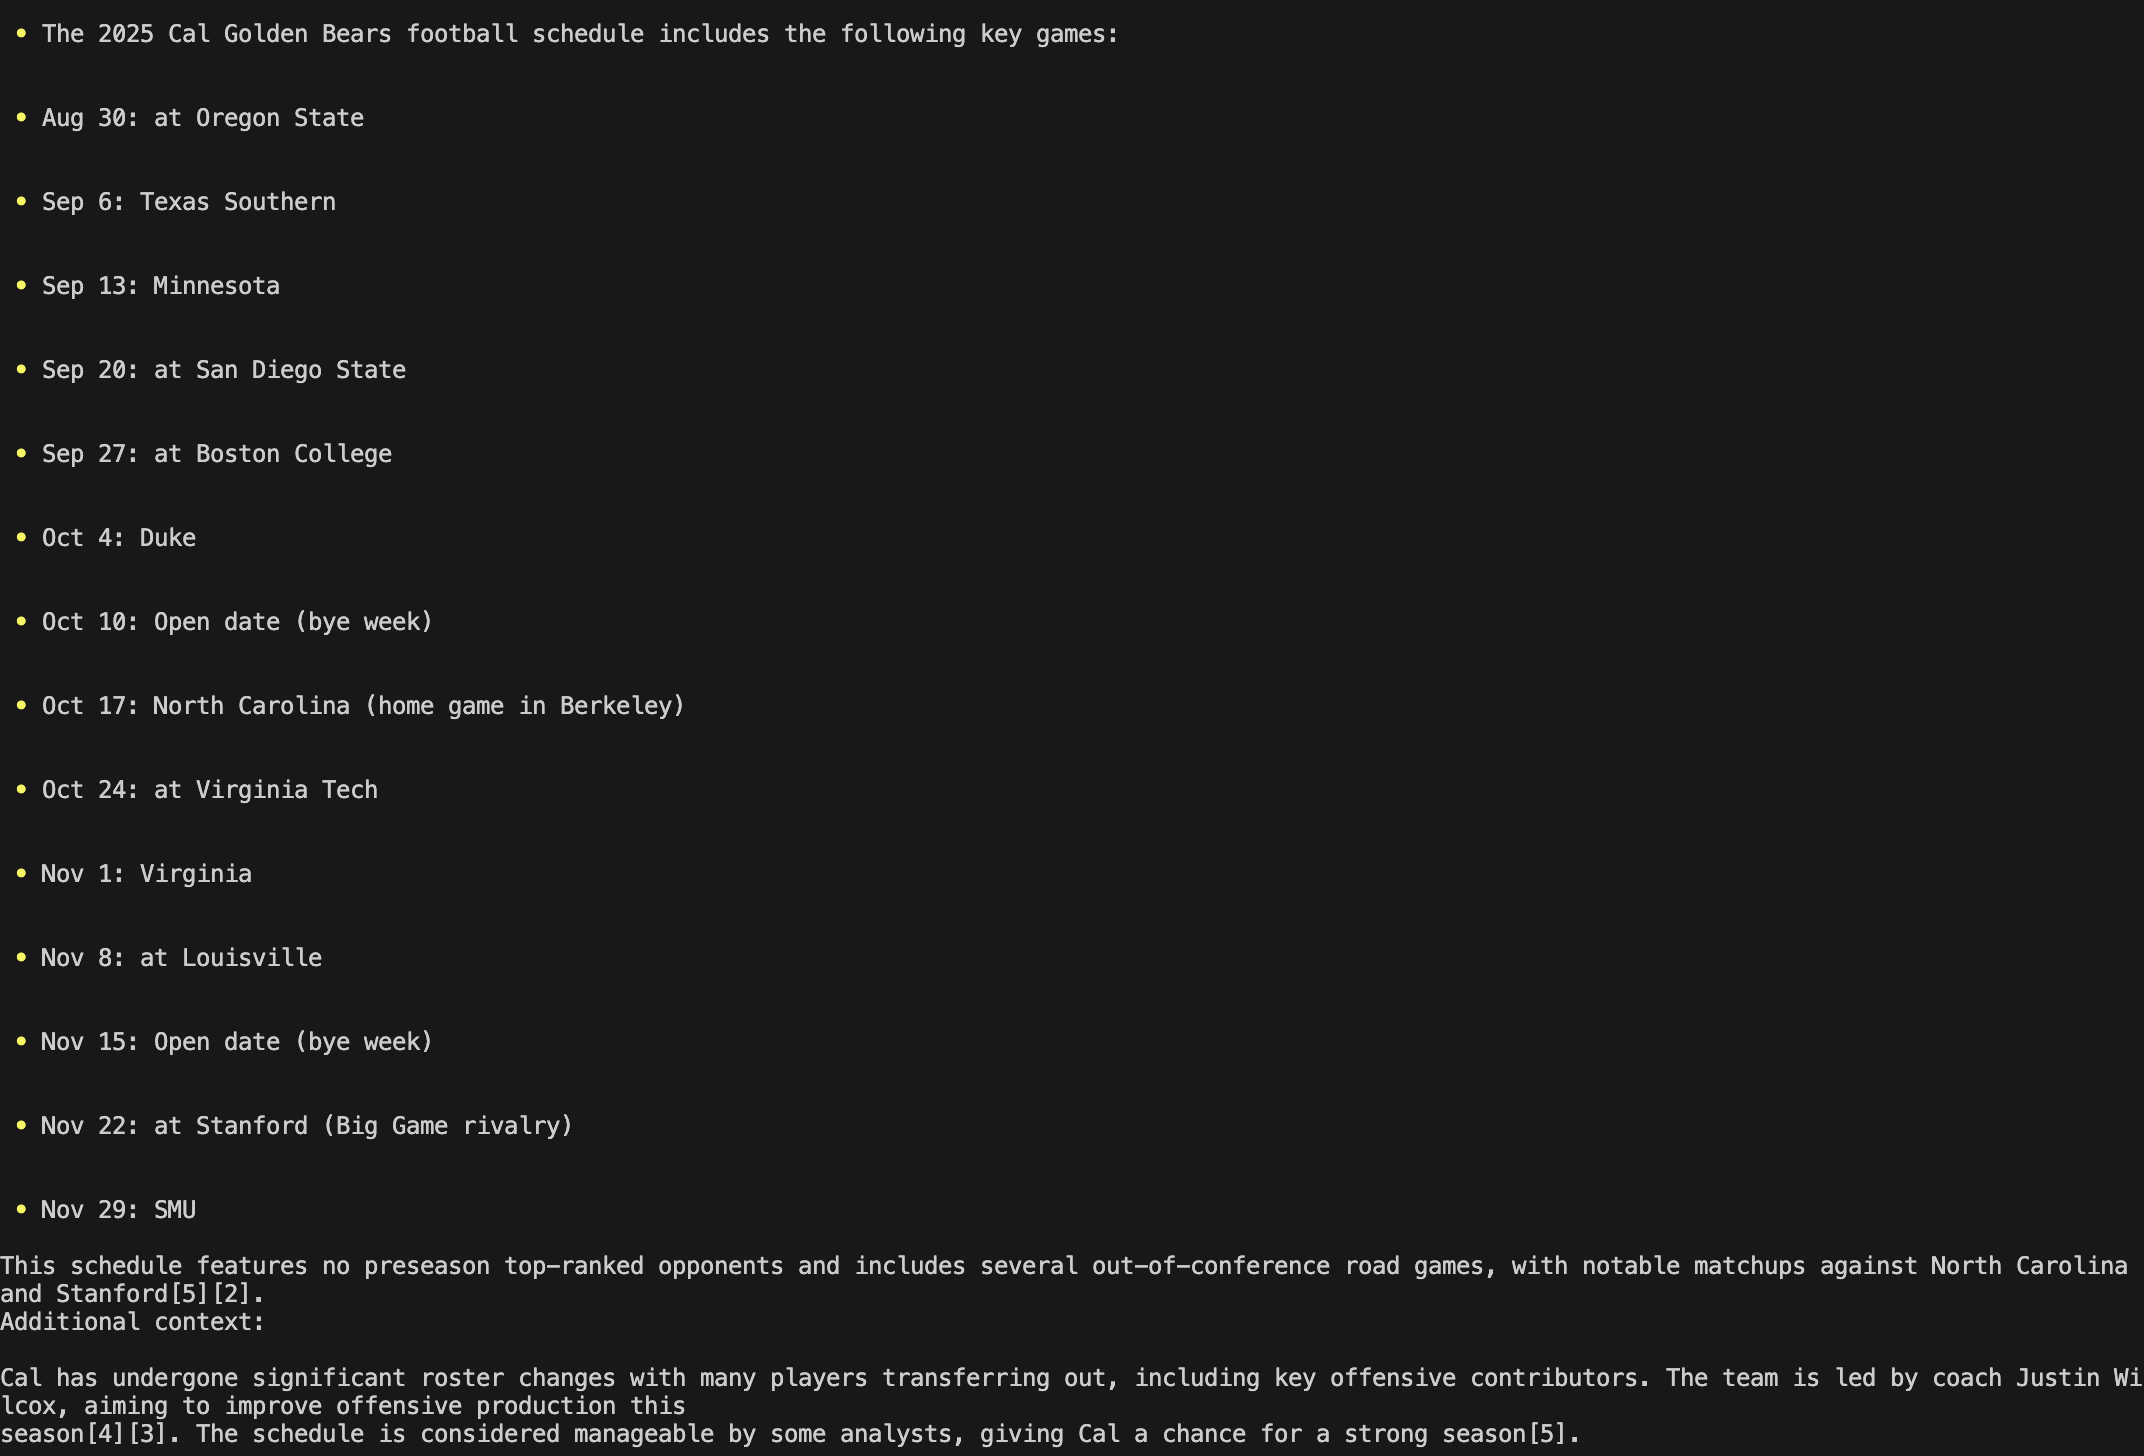 • The 2025 Cal Golden Bears football schedule includes the following key games:
• Aug 30: at Oregon State
• Sep 6: Texas Southern
• Sep 13: Minnesota
• Sep 20: at San Diego State
• Sep 27: at Boston College
• Oct 4: Duke
• Oct 10: Open date (bye week)
• Oct 17: North Carolina (home game in Berkeley)
• Oct 24: at Virginia Tech
• Nov 1: Virginia
• Nov 8: at Louisville
• Nov 15: Open date (bye week)
• Nov 22: at Stanford (Big Game rivalry)
• Nov 29: SMU
This schedule features no preseason top-ranked opponents and includes several out-of-conference road games, with notable matchups against North Carolina
and Stanford[5][2].
Additional context:
Cal has undergone significant roster changes with many players transferring out, including key offensive contributors. The team is led by coach Justin Wi
lcox, aiming to improve offensive production this
season[4][3]. The schedule is considered manageable by some analysts, giving Cal a chance for a strong season[5].